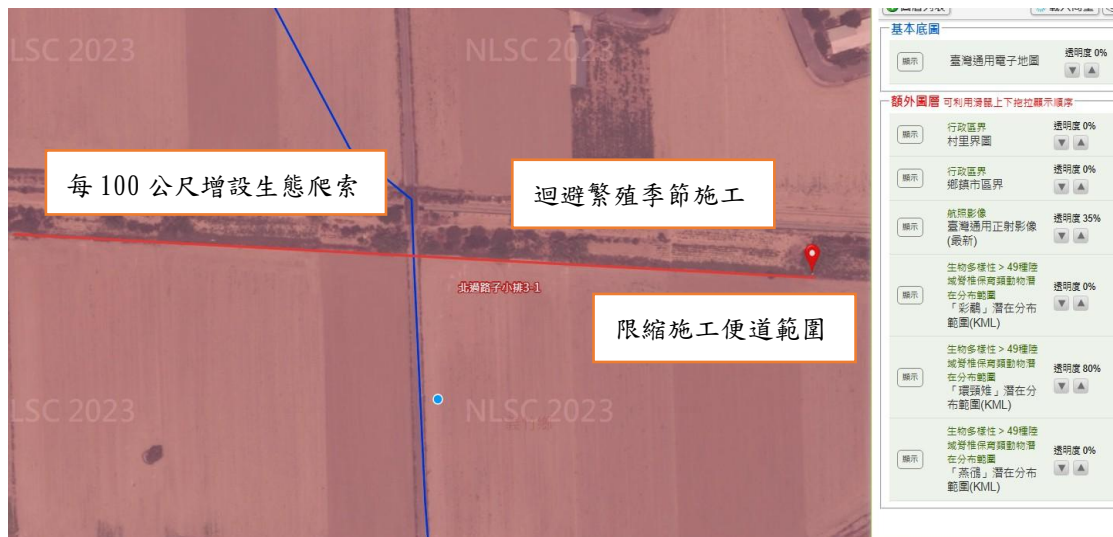 NLSC 2023
NLSC 2023
每 100 公尺增設生態爬索
迴避繁殖季節施工
北過路子小排3-1
限縮施工便道範圍
LSC 2023
NLSC 2023
基本底圖
顯示
臺灣通用電子地圖
透明度 0%
額外圖層 可利用滑鼠上下拖拉顯示順序
顯示
行政區界
村里界圖
透明度 0%
顯示
行政區界
鄉鎮市區界
透明度 0%
顯示
航照影像
臺灣通用正射影像
(最新)
透明度 35%
顯示
生物多樣性 > 49種陸
域脊椎保育類動物潛
在分布範圍
「彩鷸」潛在分布
範圍(KML)
透明度 0%
顯示
生物多樣性 > 49種陸
域脊椎保育類動物潛
在分布範圍
「環頸雉」潛在分
布範圍(KML)
透明度 80%
顯示
生物多樣性 > 49種陸
域脊椎保育類動物潛
在分布範圍
「燕鴴」潛在分布
範圍(KML)
透明度 0%